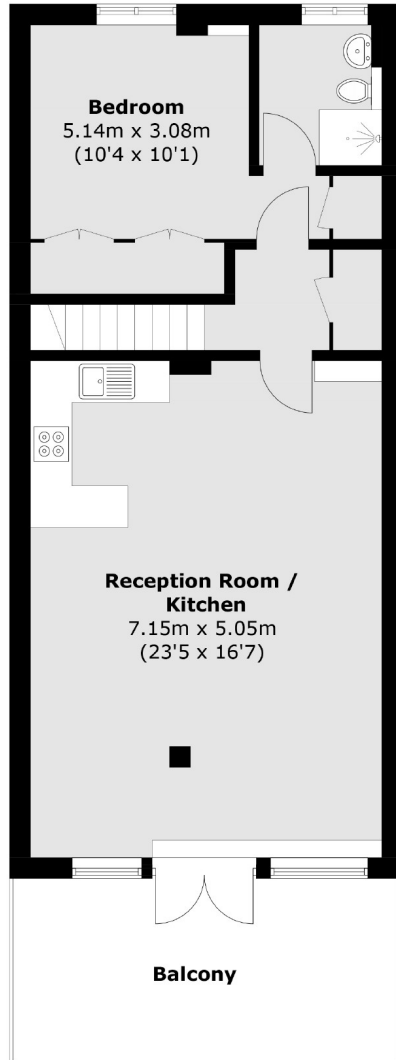 Bedroom
5.14m x 3.08m
(10'4 x 10'1)
Reception Room /
Kitchen
7.15m x 5.05m
(23'5 x 16'7)
Balcony